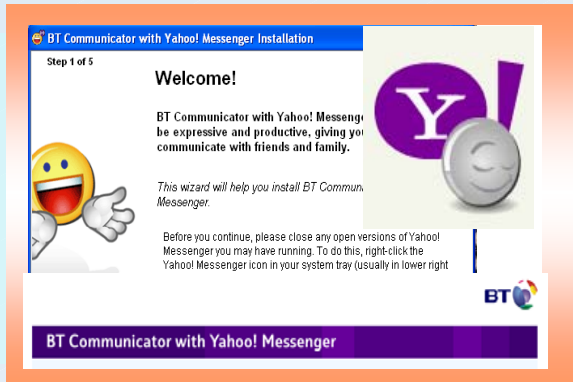 BT Communicator with Yahoo! Messenger Installation
Step 1 of 5
Welcome!
BT Communicator with Yahoo! Messenge
be expressive and productive, giving you
communicate with friends and family.
This wizard will help you install BT Commun
Messenger.
Before you continue, please close any open versions of Yahoo!
Messenger you may have running. To do this, right-click the
Yahoo! Messenger icon in your system tray (usually in lower right
Y!
BT
BT Communicator with Yahoo! Messenger